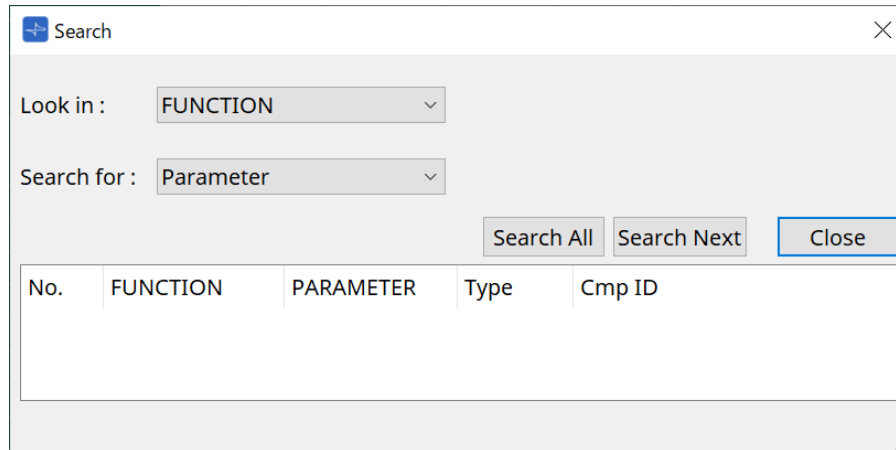 Search
Look in :
FUNCTION
Search for :
Parameter
Search All
Search Next
Close
No.
FUNCTION
PARAMETER
Type
Cmp ID